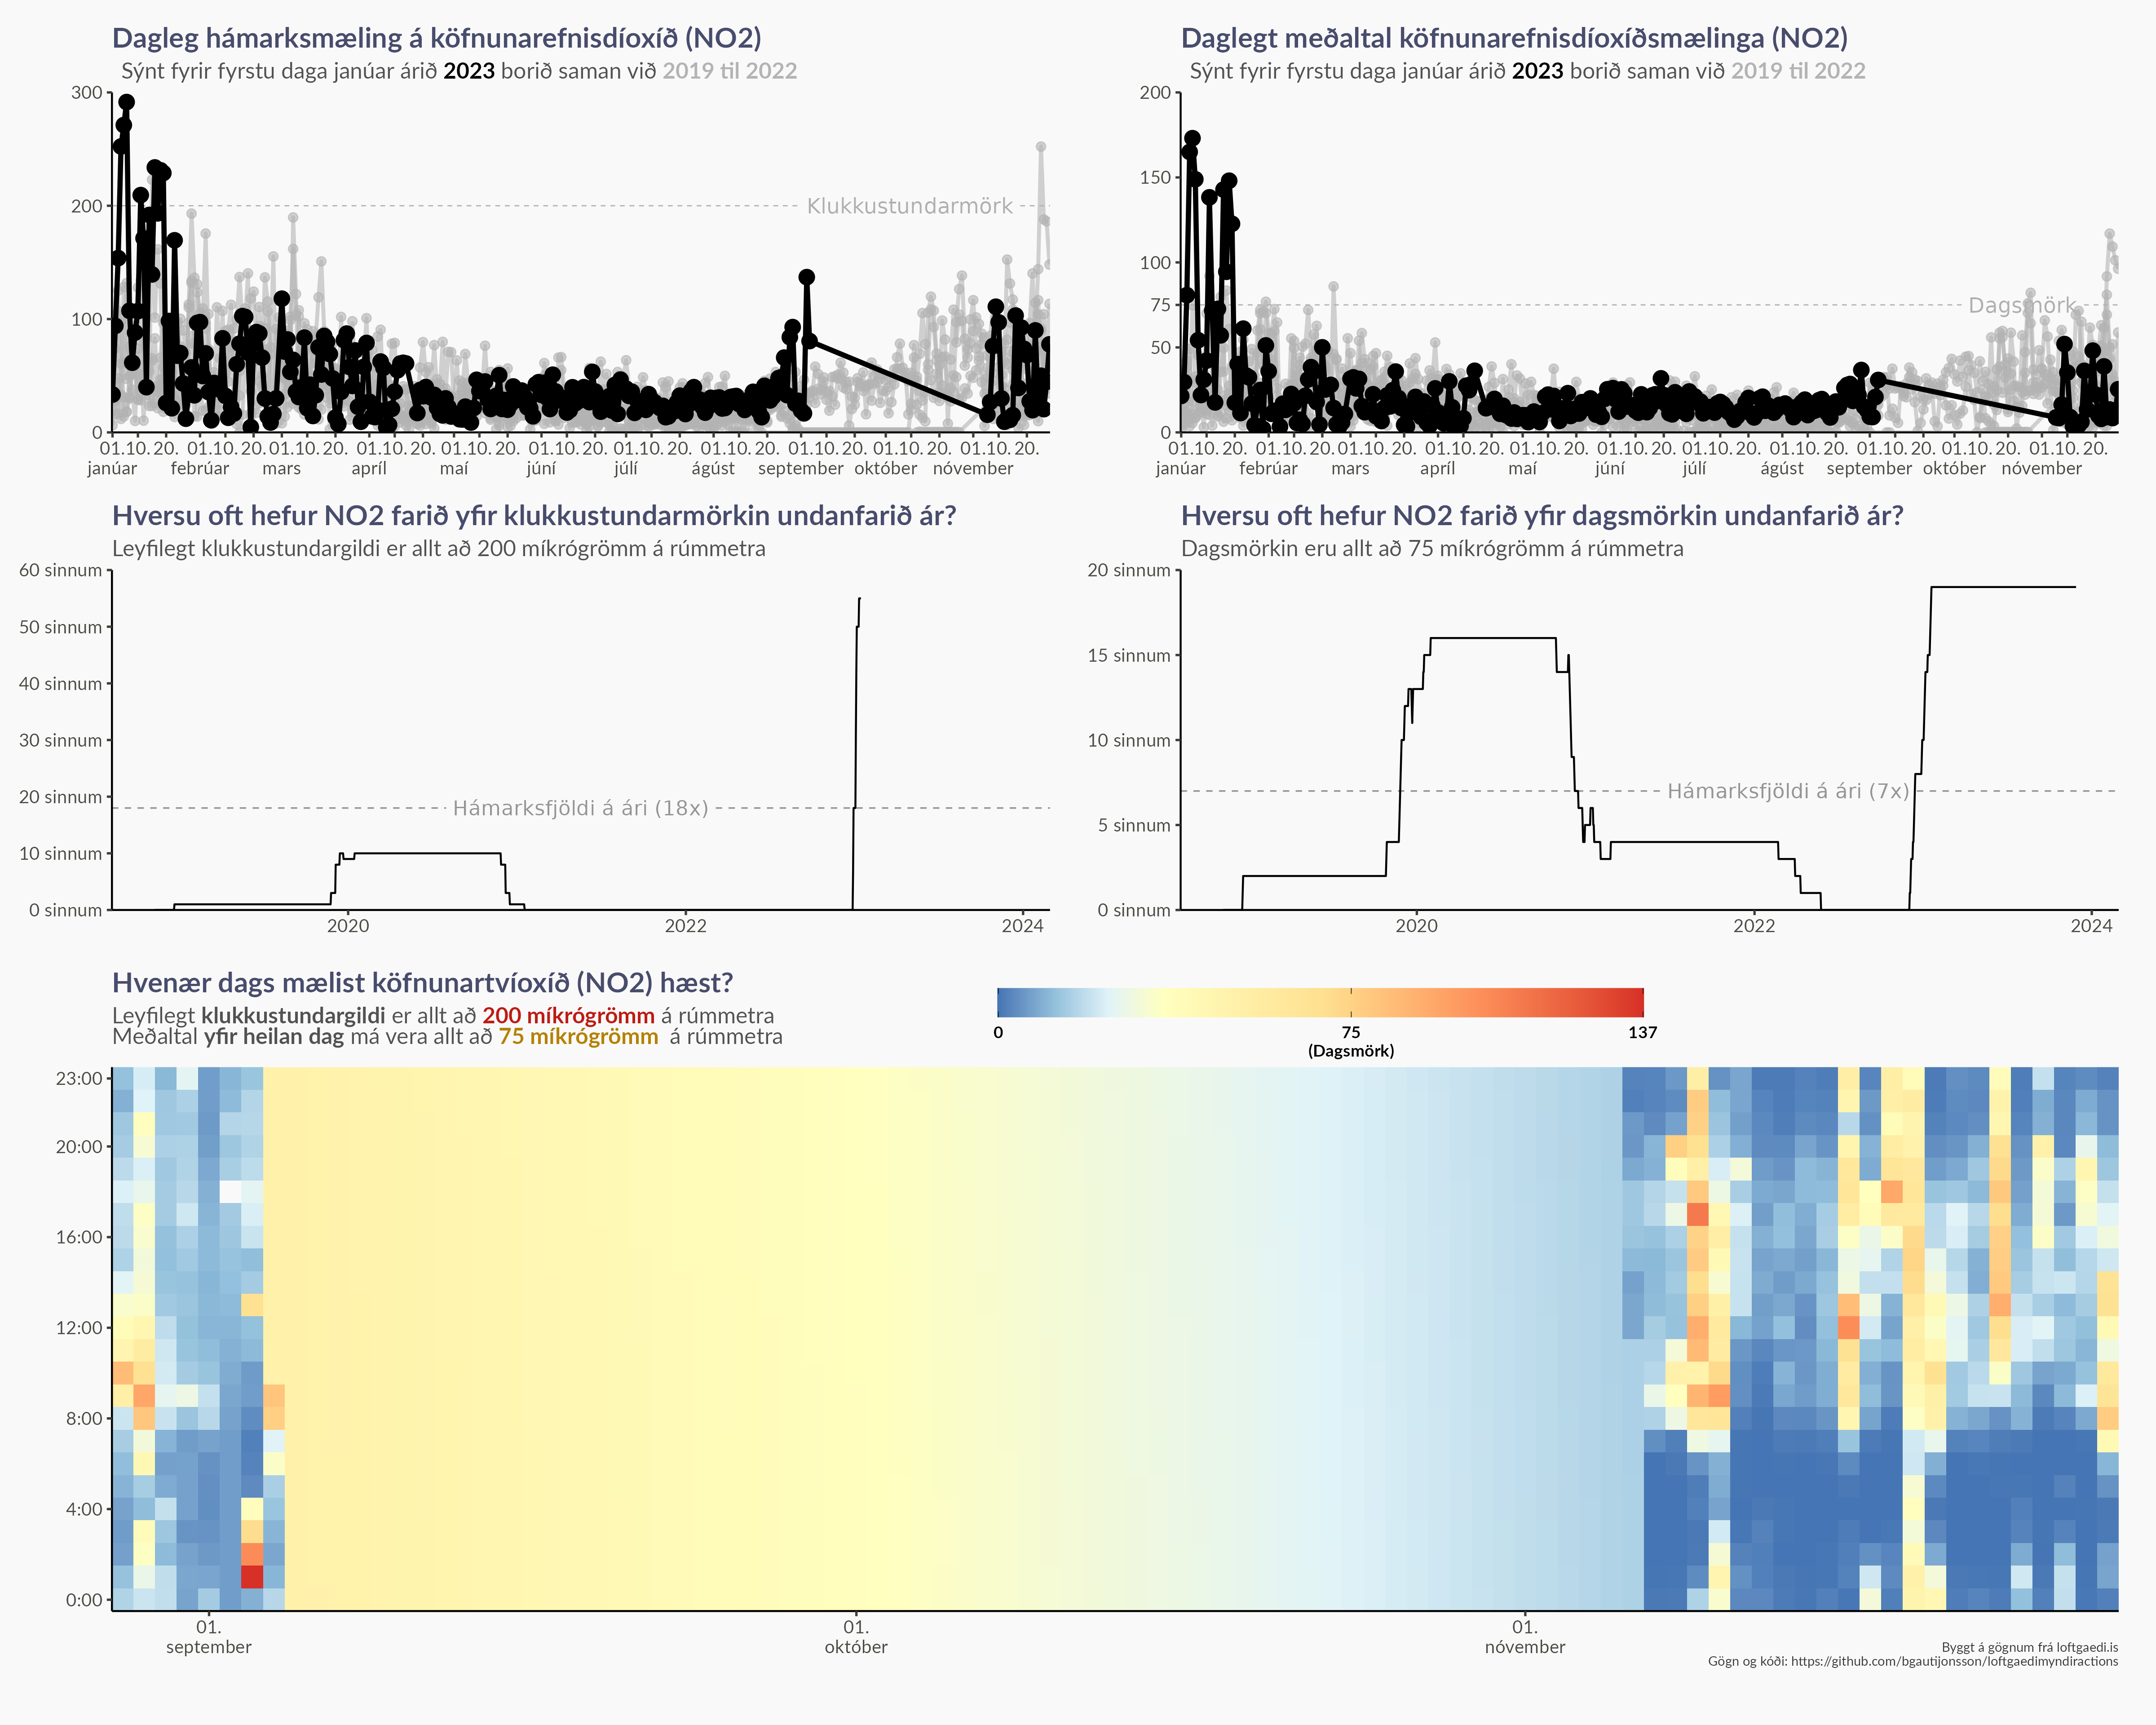 Dagleg hámarksmæling á köfnunarefnisdíoxíð (NO2)
Sýnt fyrir fyrstu daga janúar árið 2023 borið saman við 2019 til 2022
300
200
100
0
Klukkustundarmörk
01. 10. 20. 01. 10. 20. 01. 10. 20. 01. 10. 20. 01. 10. 20. 01. 10. 20. 01. 10. 20. 01. 10. 20. 01. 10. 20. 01. 10. 20. 01. 10. 20.
janúar febrúar mars apríl maí júní júlí ágúst september október nóvember
Daglegt meðaltal köfnunarefnisdíoxíðsmælinga (NO2)
Sýnt fyrir fyrstu daga janúar árið 2023 borið saman við 2019 til 2022
200
150
100
75
50
0
Dagsmörk
01. 10. 20. 01. 10. 20. 01. 10. 20. 01. 10. 20. 01. 10. 20. 01. 10. 20. 01. 10. 20. 01. 10. 20. 01. 10. 20. 01. 10. 20. 01. 10. 20.
janúar febrúar mars apríl maí júní júlí ágúst september október nóvember
Hversu oft hefur NO2 farið yfir klukkustundarmörkin undanfarið ár?
Leyfilegt klukkustundargildi er allt að 200 míkrógrömm á rúmmetra
60 sinnum
50 sinnum
40 sinnum
30 sinnum
20 sinnum
10 sinnum
0 sinnum
Hámarksfjöldi á ári (18x)
2020 2022 2024
Hversu oft hefur NO2 farið yfir dagsmörkin undanfarið ár?
Dagsmörkin eru allt að 75 míkrógrömm á rúmmetra
20 sinnum
15 sinnum
10 sinnum
5 sinnum
0 sinnum
Hámarksfjöldi á ári (7x)
2020 2022 2024
Hvenær dags mælist köfnunartvíoxíð (NO2) hæst?
Leyfilegt klukkustundargildi er allt að 200 míkrógrömm á rúmmetra
Meðaltal yfir heilan dag má vera allt að 75 míkrógrömm á rúmmetra
0 75 137
(Dagsmörk)
23:00
20:00
16:00
12:00
8:00
4:00
0:00
01. 01. 01.
september október nóvember
Byggt á gögnum frá loftgaedi.is
Gögn og kóði: https://github.com/bgautijonsson/loftgaedimyndiractions